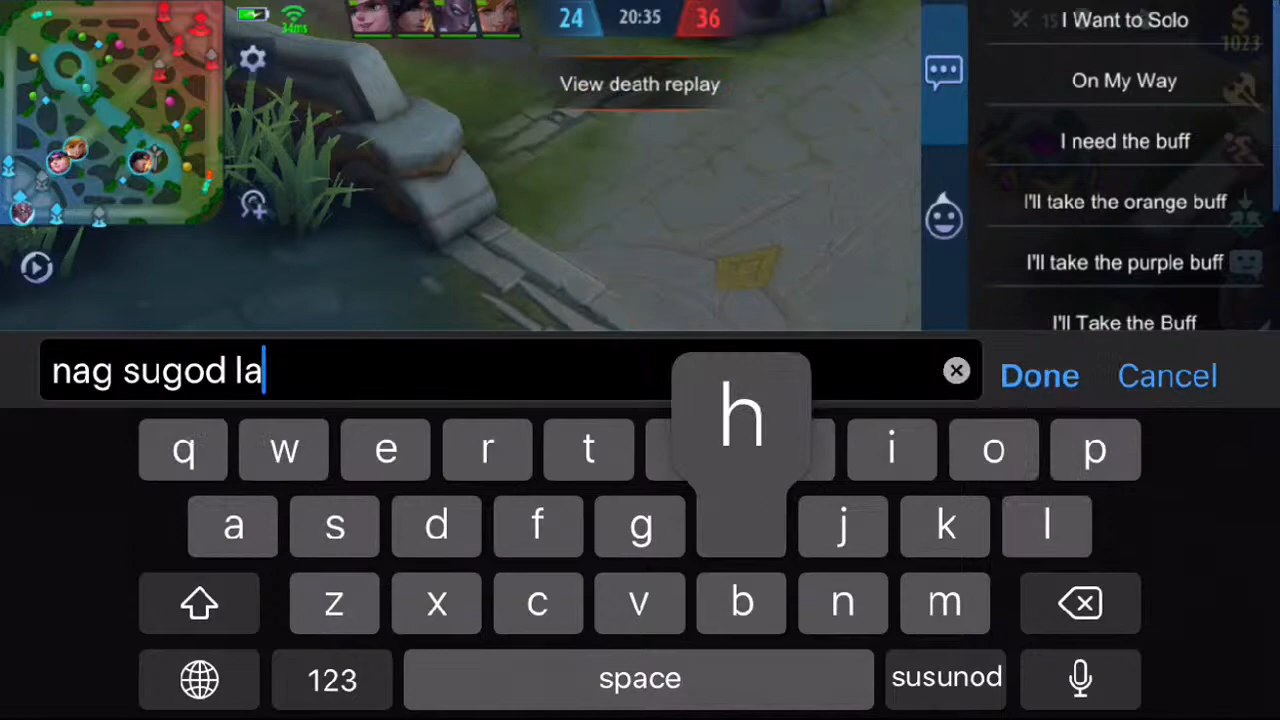 34ms
24 20:35 36
View death replay
I Want to Solo
1023
On My Way
I need the buff
I'll take the orange buff
I'll take the purple buff
I'll Take the Buff
nag sugod la
Done Cancel
h
q w e r t i o p
a s d f g j k l
z x c v b n m
123 space susunod